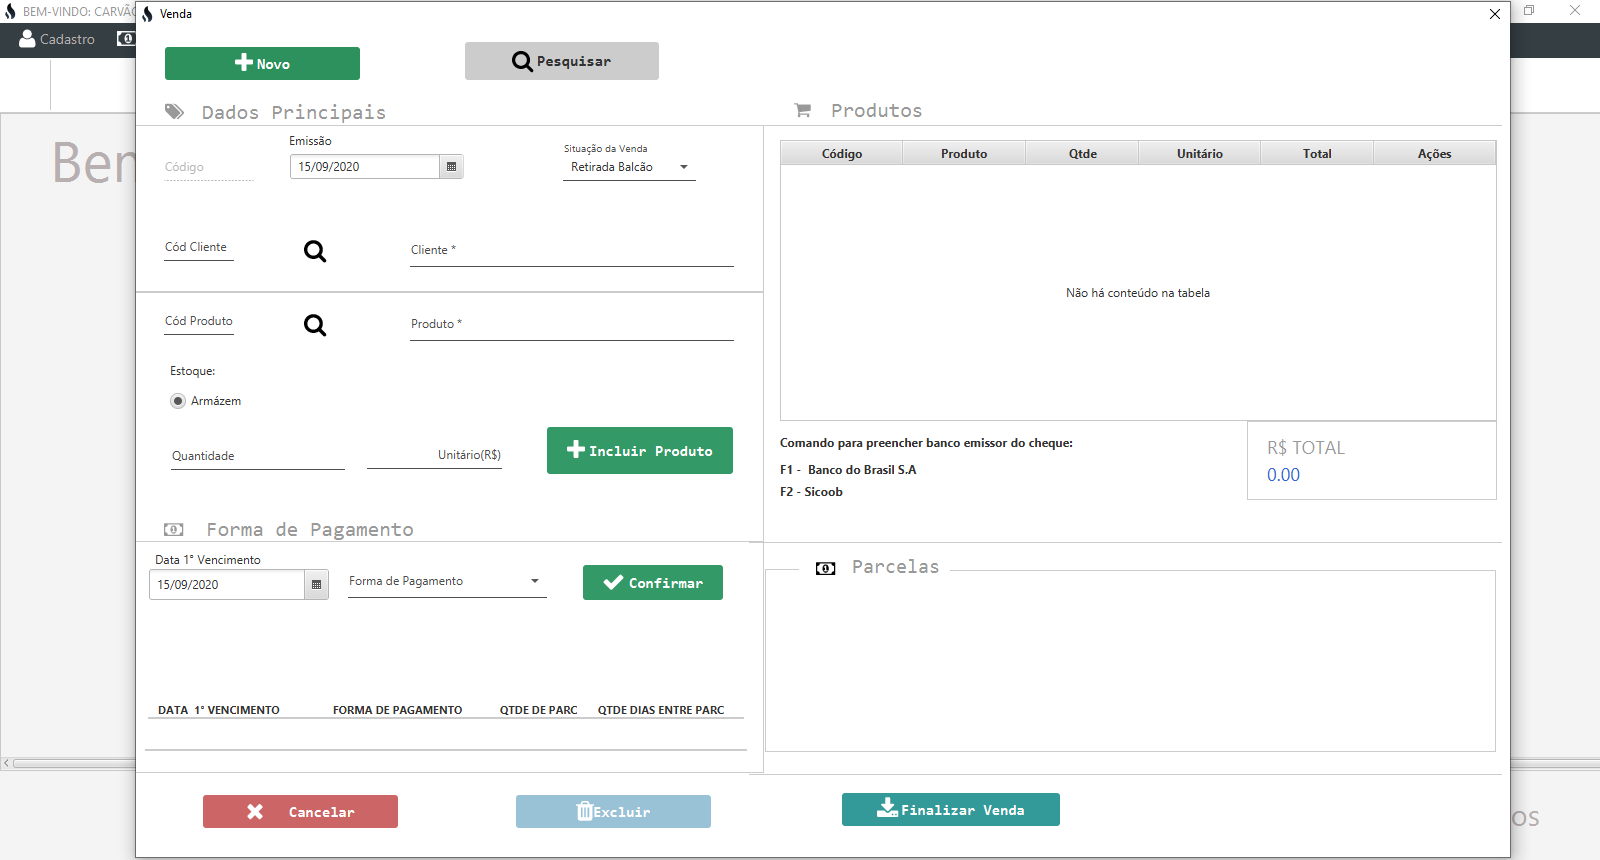 BEM-VINDO: CARVÃO
Venda
Cadastro
Novo
Pesquisar
Dados Principais
Produtos
Emissão
Situação da Venda
Código
15/09/2020
Retirada Balcão
Código Produto Qtde Unitário Total Ações
Ben
Cód Cliente
Cliente *
Não há conteúdo na tabela
Cód Produto
Produto *
Estoque:
Armázem
Quantidade
Unitário(R$)
Incluir Produto
Comando para preencher banco emissor do cheque:
F1 - Banco do Brasil S.A
F2 - Sicoob
R$ TOTAL
0.00
Forma de Pagamento
Data 1° Vencimento
15/09/2020
Forma de Pagamento
Confirmar
Parcelas
DATA 1° VENCIMENTO FORMA DE PAGAMENTO QTDE DE PARC QTDE DIAS ENTRE PARC
Cancelar
Excluir
Finalizar Venda
os